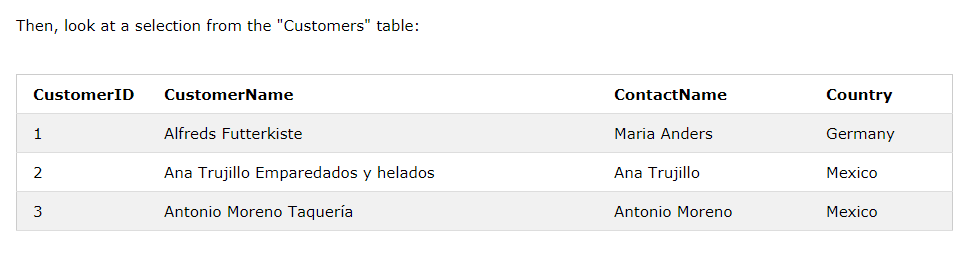 Then, look at a selection from the "Customers" table:
CustomerID CustomerName ContactName Country
1 Alfreds Futterkiste Maria Anders Germany
2 Ana Trujillo Emparedados y helados Ana Trujillo Mexico
3 Antonio Moreno Taquería Antonio Moreno Mexico